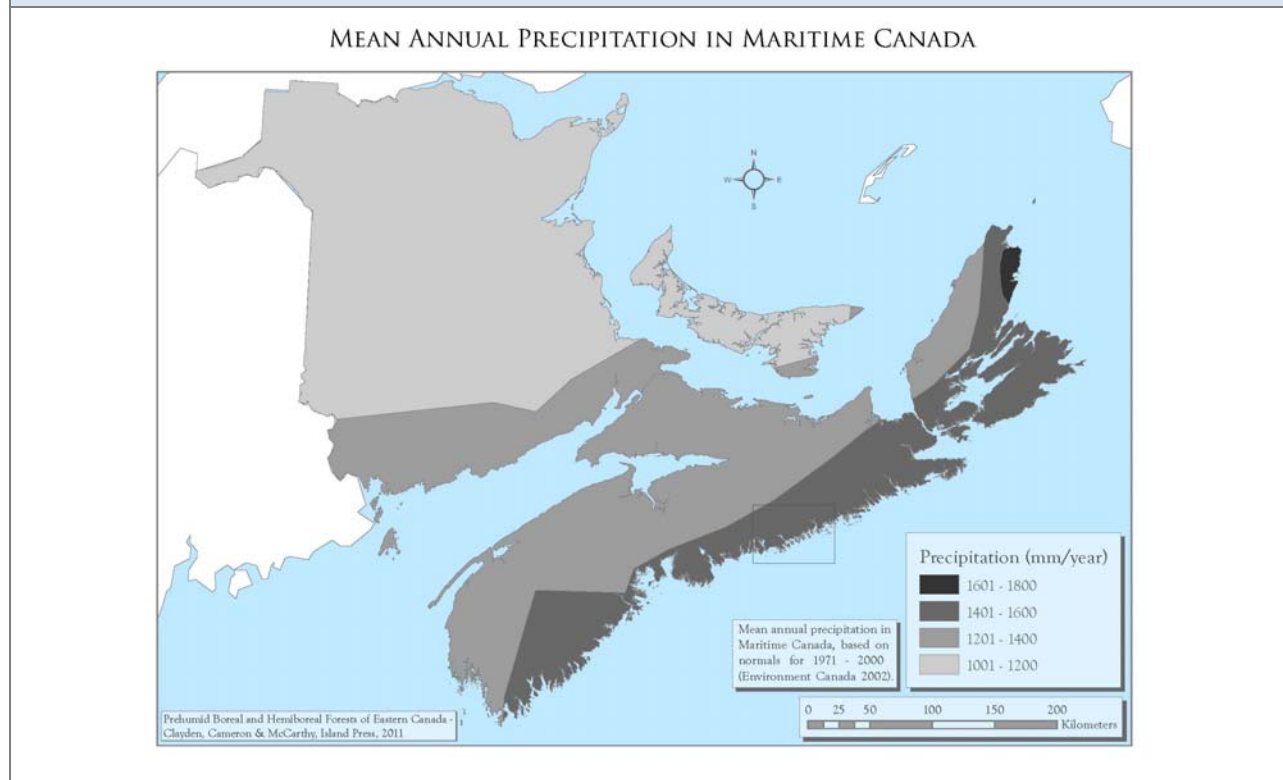 Mean Annual Precipitation in Maritime Canada
N
W E
S
Precipitation (mm/year)
1601 - 1800
1401 - 1600
1201 - 1400
1001 - 1200
Mean annual precipitation in
Maritime Canada, based on
normals for 1971 - 2000
(Environment Canada 2002).
Prehumid Boreal and Hemiboreal Forests of Eastern Canada -
Clayden, Cameron & McCarthy, Island Press, 2011
0 25 50 100 150 200
Kilometers